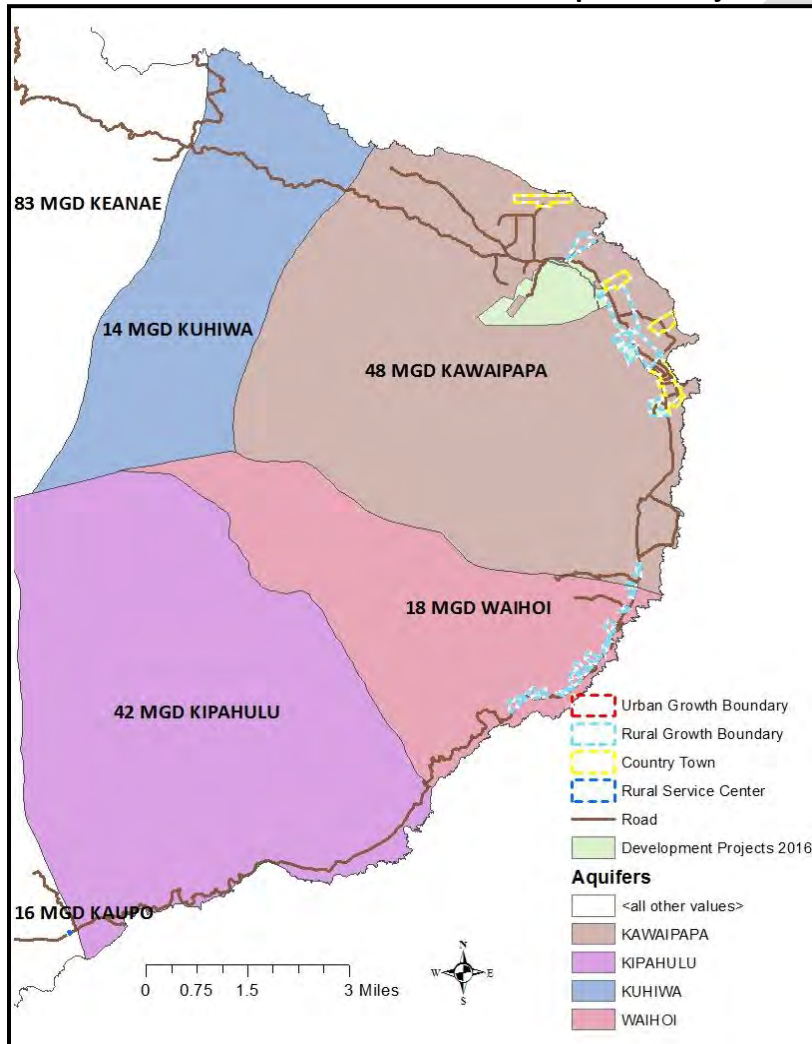 83 MGD KEANAE
14 MGD KUHIWA
48 MGD KAWAIPAPA
18 MGD WAIHOI
42 MGD KIPAHULU
16 MGD KAUPO
Urban Growth Boundary
Rural Growth Boundary
Country Town
Rural Service Center
Road
Development Projects 2016
Aquifers
<all other values>
KAWAIPAPA
KIPAHULU
KUHIWA
WAIHOI
N
W E
S
0 0.75 1.5 3 Miles